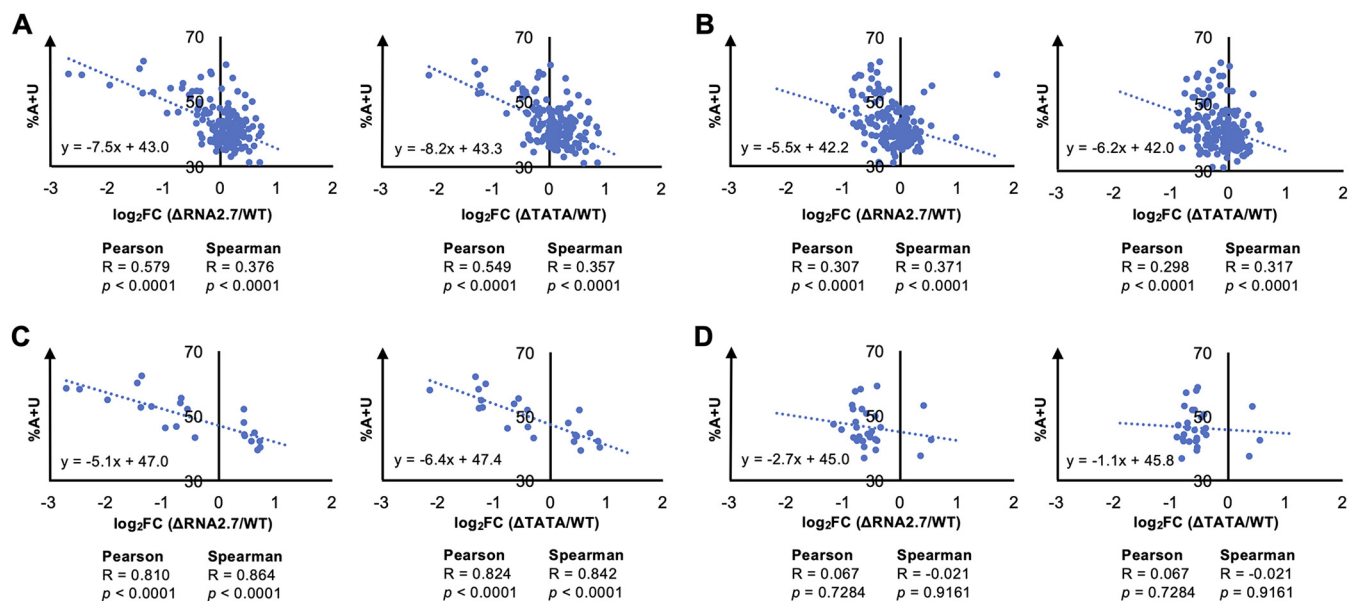 A
B
70
70
70
70
%A+U
%A+U
%A+U
%A+U
50
50
50
50
y = -7.5x + 43.0
y = -8.2x + 43.3
y = -5.5x + 42.2
y = -6.2x + 42.0
30
30
30
30
-3 -2 -1 0 1 2
-3 -2 -1 0 1 2
-3 -2 -1 0 1 2
-3 -2 -1 0 1 2
log₂FC (ΔRNA2.7/WT)
log₂FC (ΔTATA/WT)
log₂FC (ΔRNA2.7/WT)
log₂FC (ΔTATA/WT)
Pearson Spearman
R = 0.579 R = 0.376
p < 0.0001 p < 0.0001
Pearson Spearman
R = 0.549 R = 0.357
p < 0.0001 p < 0.0001
Pearson Spearman
R = 0.307 R = 0.371
p < 0.0001 p < 0.0001
Pearson Spearman
R = 0.298 R = 0.317
p < 0.0001 p < 0.0001
C
D
70
70
70
70
%A+U
%A+U
%A+U
%A+U
50
50
50
50
y = -5.1x + 47.0
y = -6.4x + 47.4
y = -2.7x + 45.0
y = -1.1x + 45.8
30
30
30
30
-3 -2 -1 0 1 2
-3 -2 -1 0 1 2
-3 -2 -1 0 1 2
-3 -2 -1 0 1 2
log₂FC (ΔRNA2.7/WT)
log₂FC (ΔTATA/WT)
log₂FC (ΔRNA2.7/WT)
log₂FC (ΔTATA/WT)
Pearson Spearman
R = 0.810 R = 0.864
p < 0.0001 p < 0.0001
Pearson Spearman
R = 0.824 R = 0.842
p < 0.0001 p < 0.0001
Pearson Spearman
R = 0.067 R = -0.021
p = 0.7284 p = 0.9161
Pearson Spearman
R = 0.067 R = -0.021
p = 0.7284 p = 0.9161